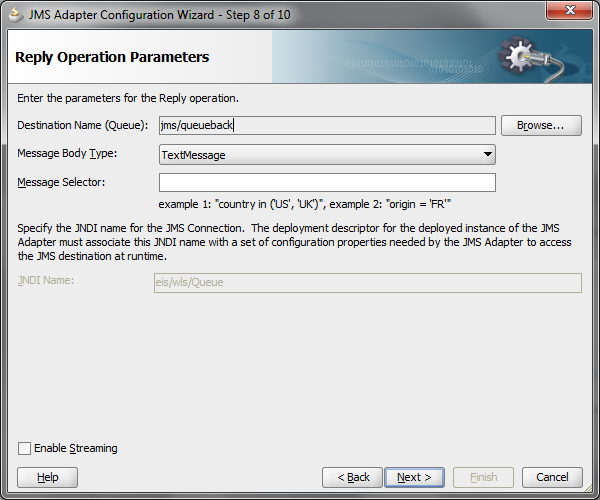 JMS Adapter Configuration Wizard - Step 8 of 10
Reply Operation Parameters
0101010101010101010101010101
01010101010
Enter the parameters for the Reply operation.
Destination Name (Queue): jms/queueback Browse...
Message Body Type: TextMessage
Message Selector:
example 1: "country in ('US', 'UK')", example 2: "origin = 'FR'"
Specify the JNDI name for the JMS Connection. The deployment descriptor for the deployed instance of the JMS
Adapter must associate this JNDI name with a set of configuration properties needed by the JMS Adapter to access
the JMS destination at runtime.
JNDI Name: eis/wls/Queue
Enable Streaming
Help < Back Next > Finish Cancel